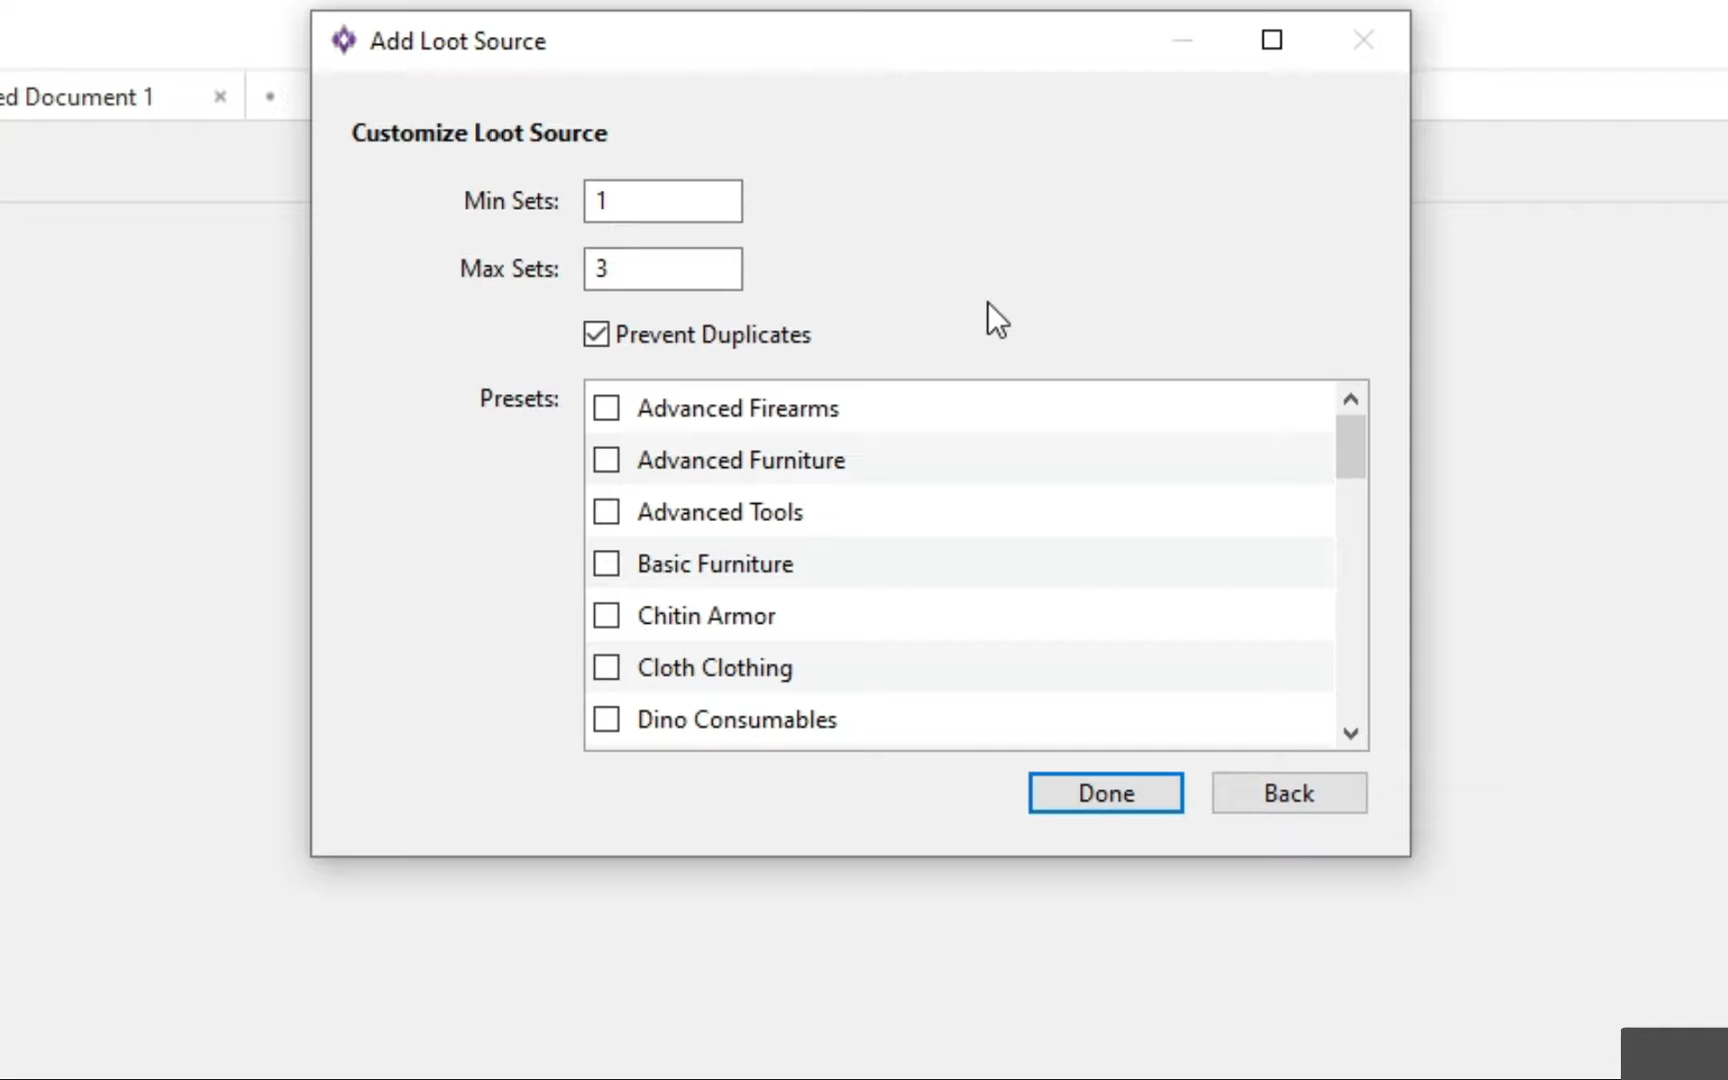 Add Loot Source
ed Document 1
Customize Loot Source
Min Sets: 1
Max Sets: 3
Prevent Duplicates
Presets:
Advanced Firearms
Advanced Furniture
Advanced Tools
Basic Furniture
Chitin Armor
Cloth Clothing
Dino Consumables
Done Back